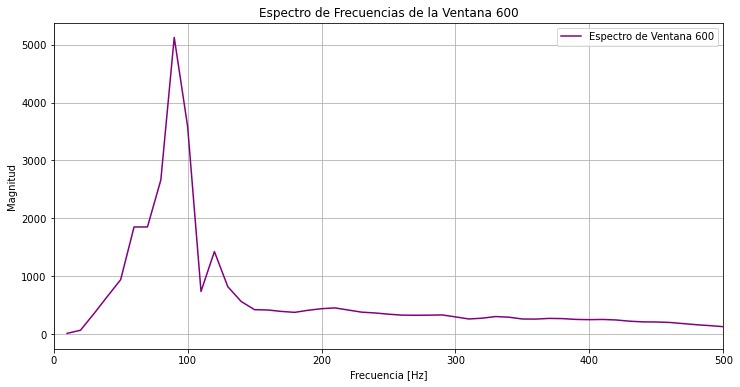 Espectro de Frecuencias de la Ventana 600
Espectro de Ventana 600
Magnitud
5000
4000
3000
2000
1000
0
0 100 200 300 400 500
Frecuencia [Hz]